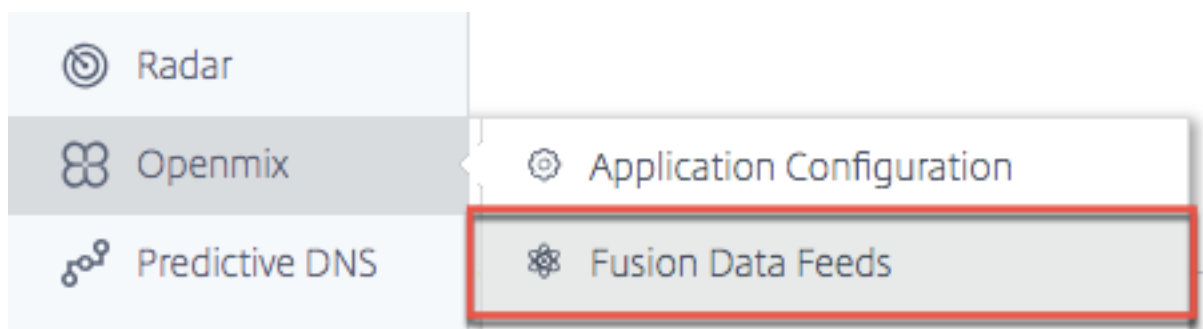 Radar
Openmix
Application Configuration
Predictive DNS
Fusion Data Feeds